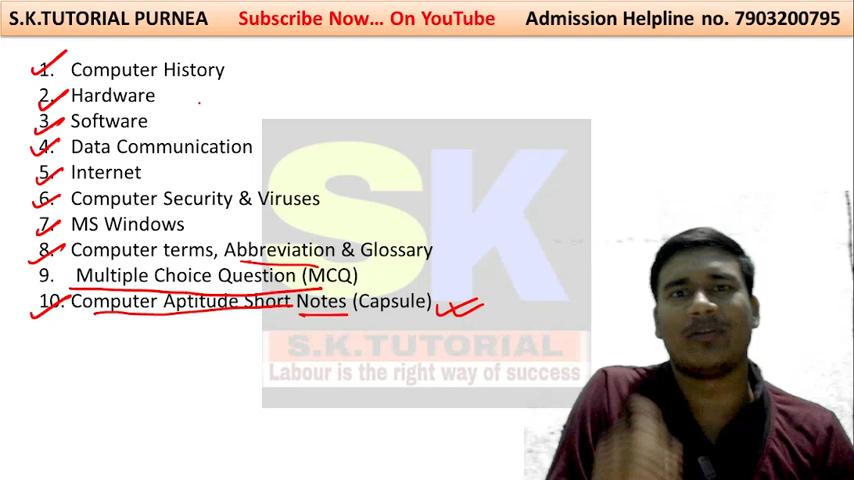 S.K.TUTORIAL PURNEA Subscribe Now... On YouTube Admission Helpline no. 7903200795
1. Computer History
2. Hardware
3. Software
4. Data Communication
5. Internet
6. Computer Security & Viruses
7. MS Windows
8. Computer terms, Abbreviation & Glossary
9. Multiple Choice Question (MCQ)
10. Computer Aptitude Short Notes (Capsule)
SK
S.K.TUTORIAL
Labour is the right way of success